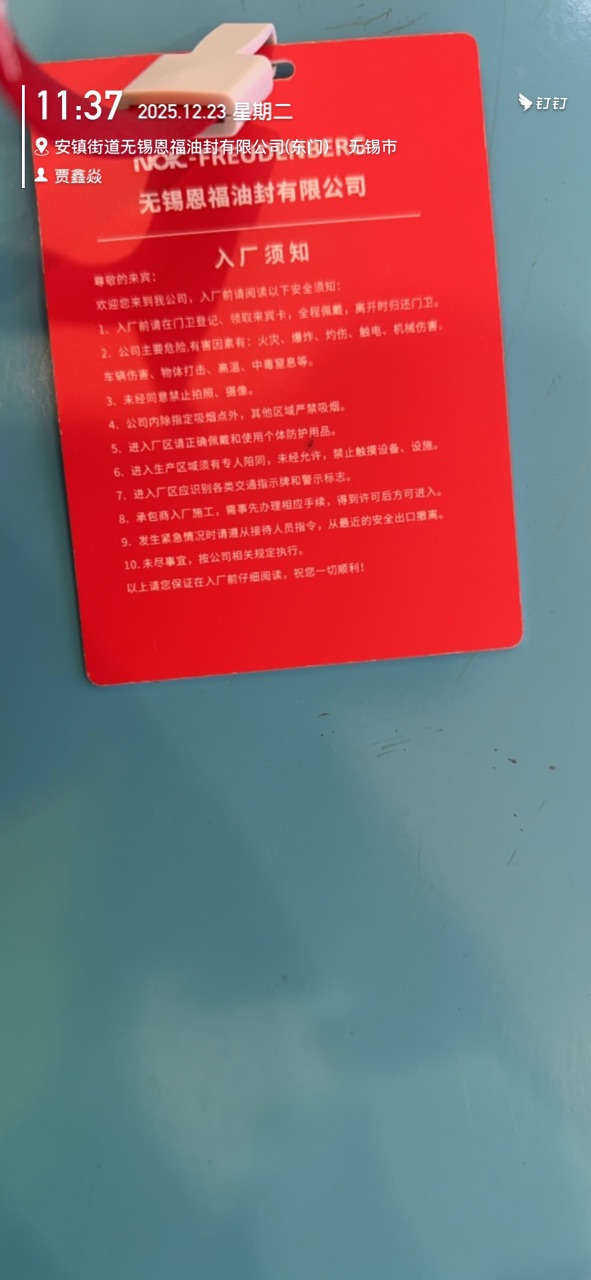 11:37 2025.12.23 星期二
钉钉
安镇街道无锡恩福油封有限公司(东门) · 无锡市
贾鑫焱
NOK-FREUDENBERG
无锡恩福油封有限公司
入厂须知
尊敬的来宾：
欢迎您来到我公司，入厂前请阅读以下安全须知：
1、入厂前请在门卫登记、领取来宾卡，全程佩戴，离开时归还门卫。
2、公司主要危险,有害因素有：火灾、爆炸、灼伤、触电、机械伤害、
车辆伤害、物体打击、高温、中毒窒息等。
3、未经同意禁止拍照、摄像。
4、公司内除指定吸烟点外，其他区域严禁吸烟。
5、进入厂区请正确佩戴和使用个体防护用品。
6、进入生产区域须有专人陪同，未经允许，禁止触摸设备、设施。
7、进入厂区应识别各类交通指示牌和警示标志。
8、承包商入厂施工，需事先办理相应手续，得到许可后方可进入。
9、发生紧急情况时请遵从接待人员指令，从最近的安全出口撤离。
10.未尽事宜，按公司相关规定执行。
以上请您保证在入厂前仔细阅读，祝您一切顺利！